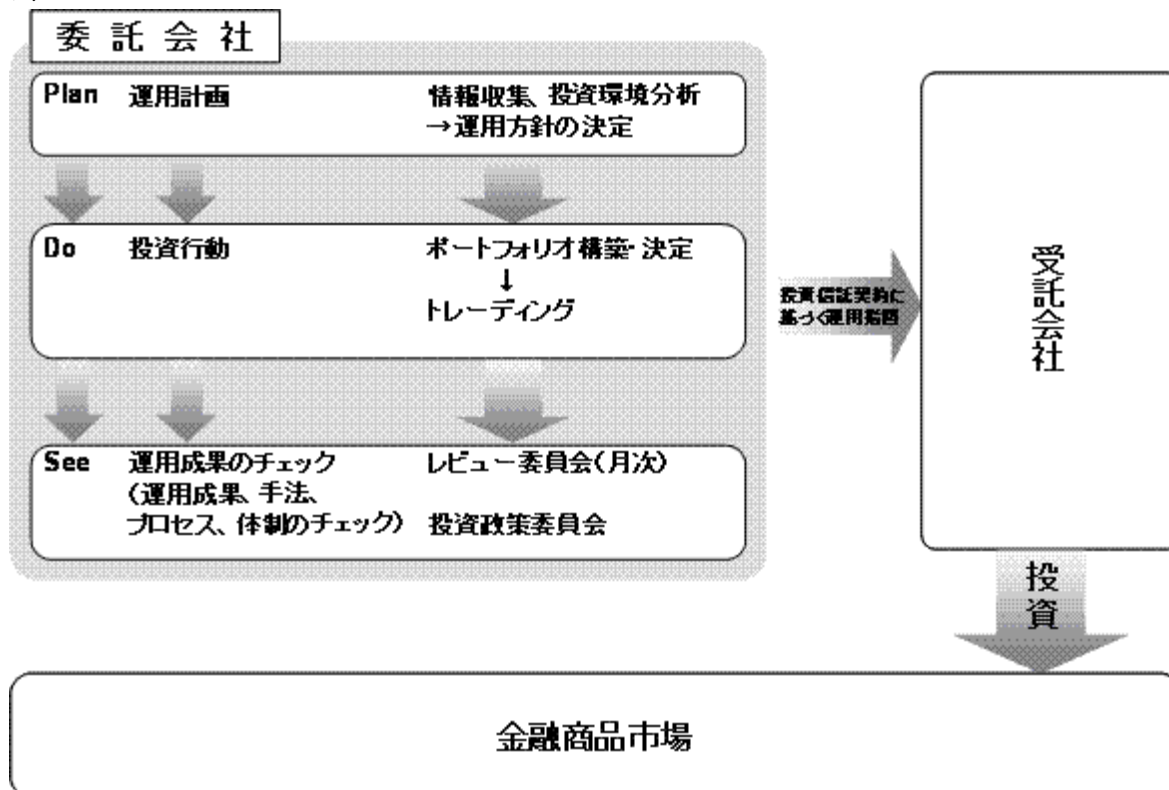 委託会社
Plan 運用計画 情報収集、投資環境分析
→運用方針の決定
Do 投資行動 ポートフォリオ構築・決定
↓
トレーディング
See 運用成果のチェック レビュー委員会(月次)
(運用成果、手法、
プロセス、体制のチェック) 投資政策委員会
投資信託契約に
基づく運用指図
受託会社
投資
金融商品市場